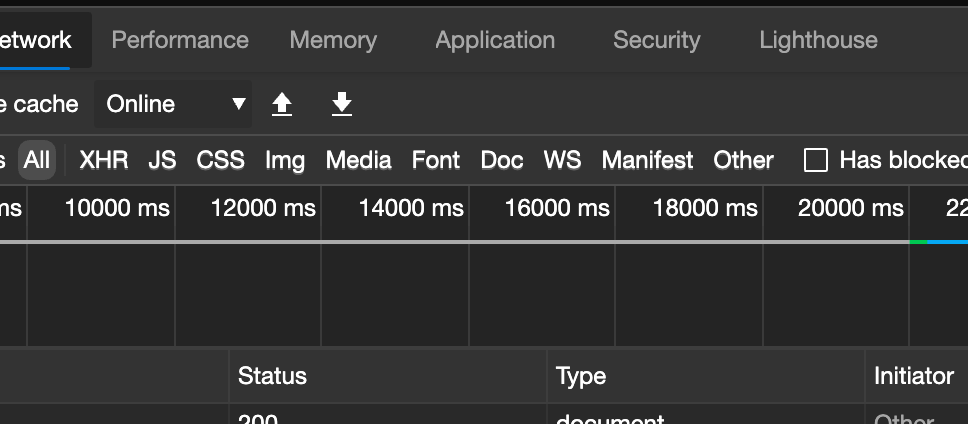 etwork Performance Memory Application Security Lighthouse
e cache Online
s All XHR JS CSS Img Media Font Doc WS Manifest Other Has blocked
ms 10000 ms 12000 ms 14000 ms 16000 ms 18000 ms 20000 ms 22
Status Type Initiator
200 document Other